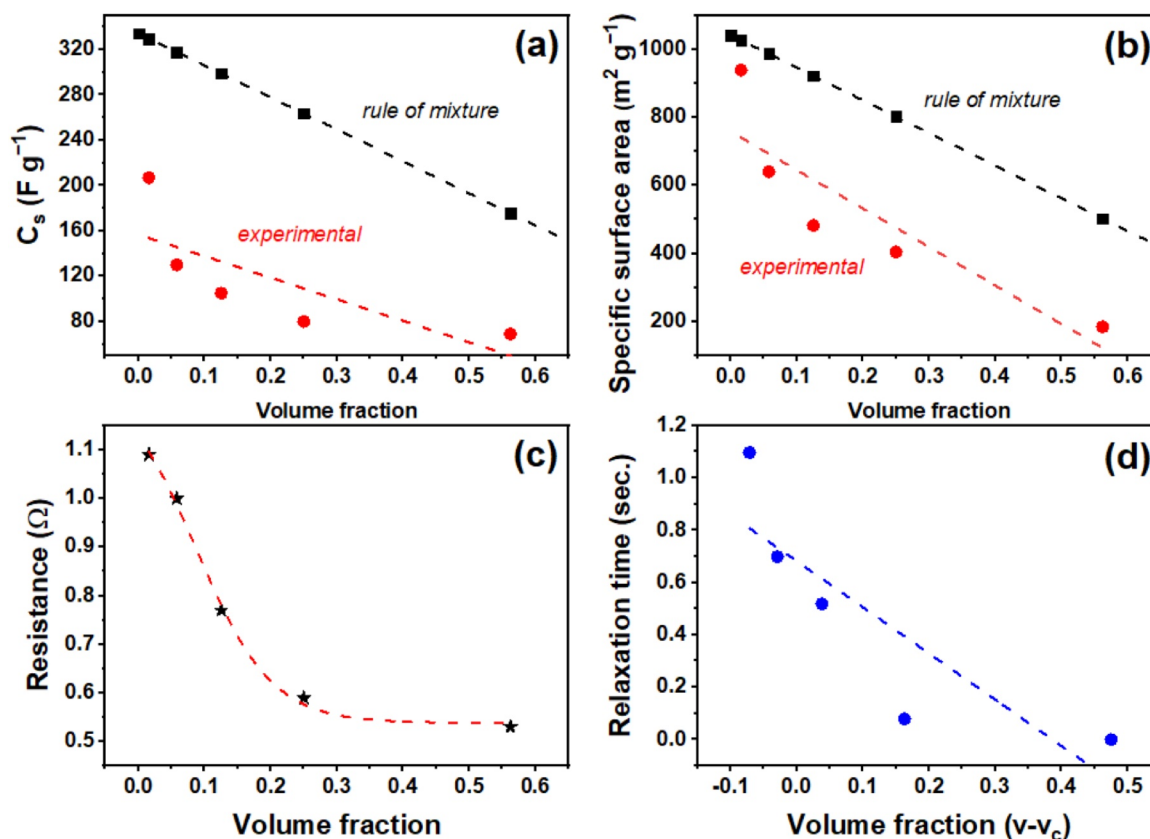 (a)
C_s (F g⁻¹)
320
280
240
200
160
120
80
rule of mixture
experimental
0.0 0.1 0.2 0.3 0.4 0.5 0.6
Volume fraction
(b)
Specific surface area (m² g⁻¹)
1000
800
600
400
200
rule of mixture
experimental
0.0 0.1 0.2 0.3 0.4 0.5 0.6
Volume fraction
(c)
Resistance (Ω)
1.1
1.0
0.9
0.8
0.7
0.6
0.5
0.0 0.1 0.2 0.3 0.4 0.5 0.6
Volume fraction
(d)
Relaxation time (sec.)
1.2
1.0
0.8
0.6
0.4
0.2
0.0
-0.1 0.0 0.1 0.2 0.3 0.4 0.5
Volume fraction (v-v_c)